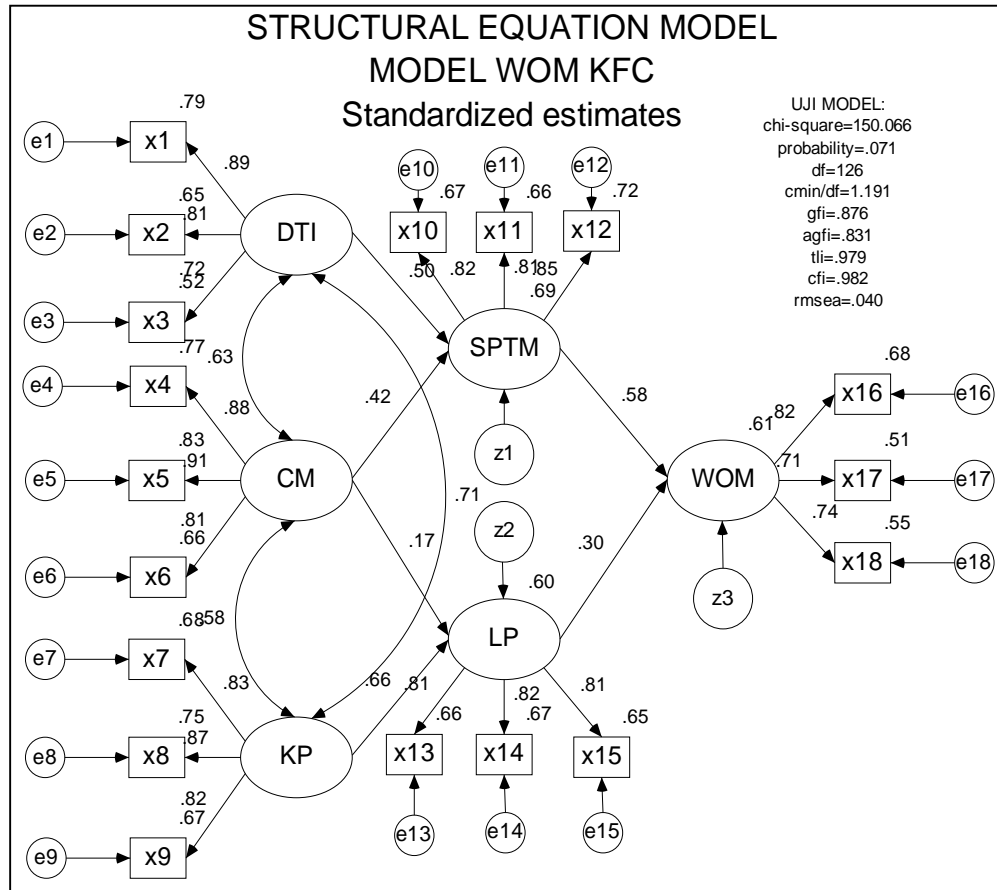 STRUCTURAL EQUATION MODEL
MODEL WOM KFC
Standardized estimates
UJI MODEL:
chi-square=150.066
probability=.071
df=126
cmin/df=1.191
gfi=.876
agfi=.831
tli=.979
cfi=.982
rmsea=.040
.79
e1 x1
.89
.65
.81
e2 x2
DTI
.72
.52
e3 x3
.77
.63
e4 x4
.88
.83
.91
e5 x5
CM
.81
.66
e6 x6
.68 .58
e7 x7
.83
.75
.87
e8 x8
KP
.82
.67
e9 x9
e10 e11 e12
.67 .66 .72
x10 x11 x12
.50 .82 .81 .85
.69
SPTM
.42
z1
.58
.71
z2
.17
.30
.60
LP
.66 .81 .82 .81
.66 .67 .65
x13 x14 x15
e13 e14 e15
.68
x16 e16
.61 .82
.51
WOM
.71
x17 e17
.74 .55
x18 e18
z3